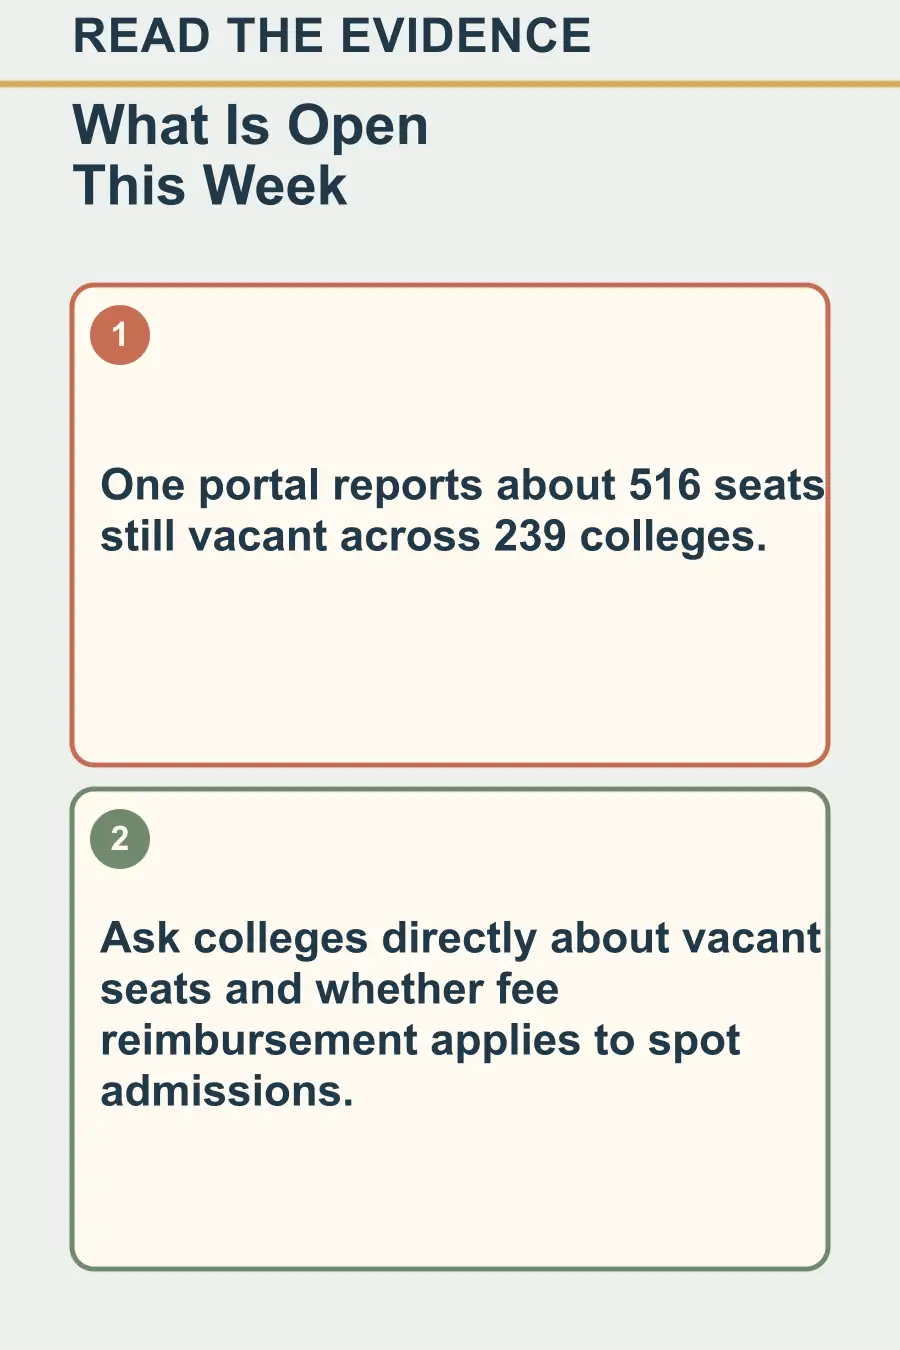 READ THE EVIDENCE
What Is Open
This Week
1
One portal reports about 516 seats
still vacant across 239 colleges.
2
Ask colleges directly about vacant
seats and whether fee
reimbursement applies to spot
admissions.